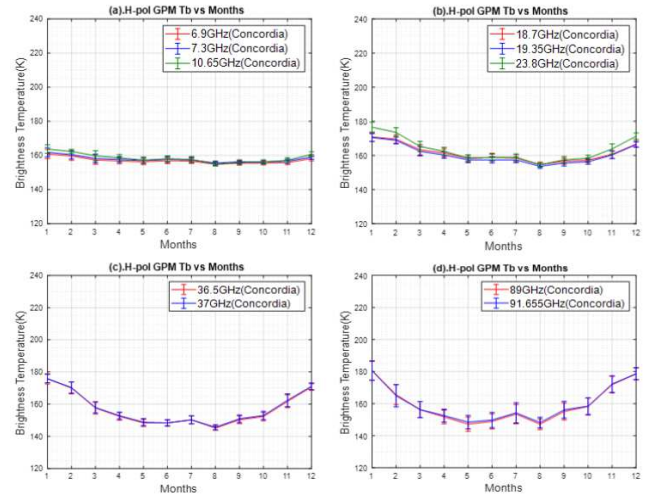 (a).H-pol GPM Tb vs Months
240
220
200
180
160
140
120
Brightness Temperature(K)
6.9GHz(Concordia)
7.3GHz(Concordia)
10.65GHz(Concordia)
1 2 3 4 5 6 7 8 9 10 11 12
Months
(b).H-pol GPM Tb vs Months
240
220
200
180
160
140
120
Brightness Temperature(K)
18.7GHz(Concordia)
19.35GHz(Concordia)
23.8GHz(Concordia)
1 2 3 4 5 6 7 8 9 10 11 12
Months
(c).H-pol GPM Tb vs Months
240
220
200
180
160
140
120
Brightness Temperature(K)
36.5GHz(Concordia)
37GHz(Concordia)
1 2 3 4 5 6 7 8 9 10 11 12
Months
(d).H-pol GPM Tb vs Months
240
220
200
180
160
140
120
Brightness Temperature(K)
89GHz(Concordia)
91.655GHz(Concordia)
1 2 3 4 5 6 7 8 9 10 11 12
Months